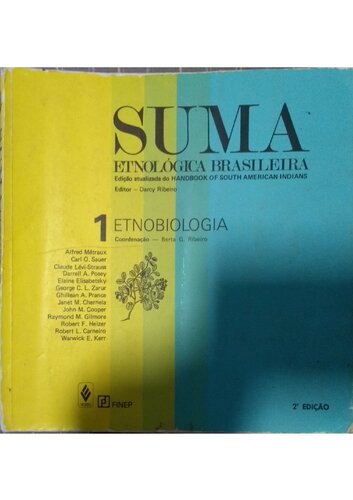 SUMA
ETNOLÓGICA BRASILEIRA
Edição atualizada do HANDBOOK OF SOUTH AMERICAN INDIANS
Editor — Darcy Ribeiro
1 ETNOBIOLOGIA
Coordenação — Berta G. Ribeiro
Alfred Métraux
Carl O. Sauer
Claude Lévi-Strauss
Darrell A. Posey
Elaine Elisabetsky
George C. L. Zarur
Ghillean A. Prance
Janet M. Chernela
John M. Cooper
Raymond M. Gilmore
Robert F. Heizer
Robert L. Carneiro
Warwick E. Kerr
FINEP
2ª EDIÇÃO